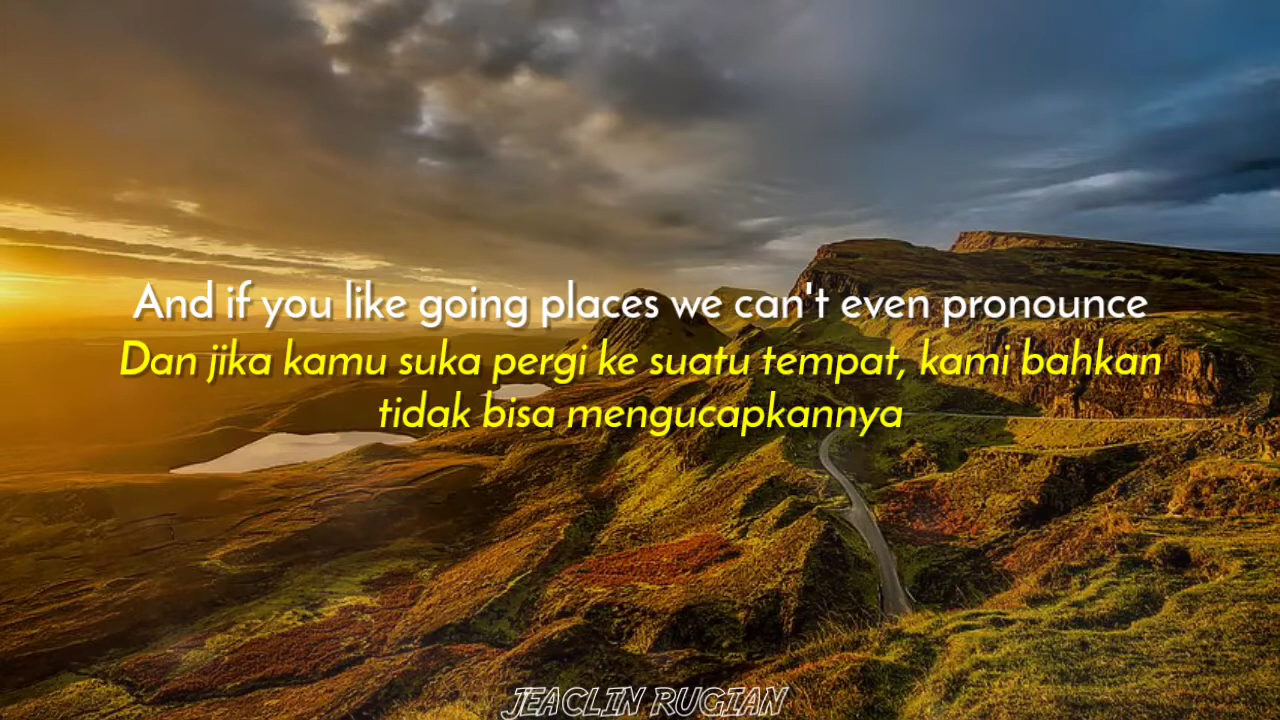 And if you like going places we can't even pronounce
Dan jika kamu suka pergi ke suatu tempat, kami bahkan
tidak bisa mengucapkannya
JEACLIN RUGIAN